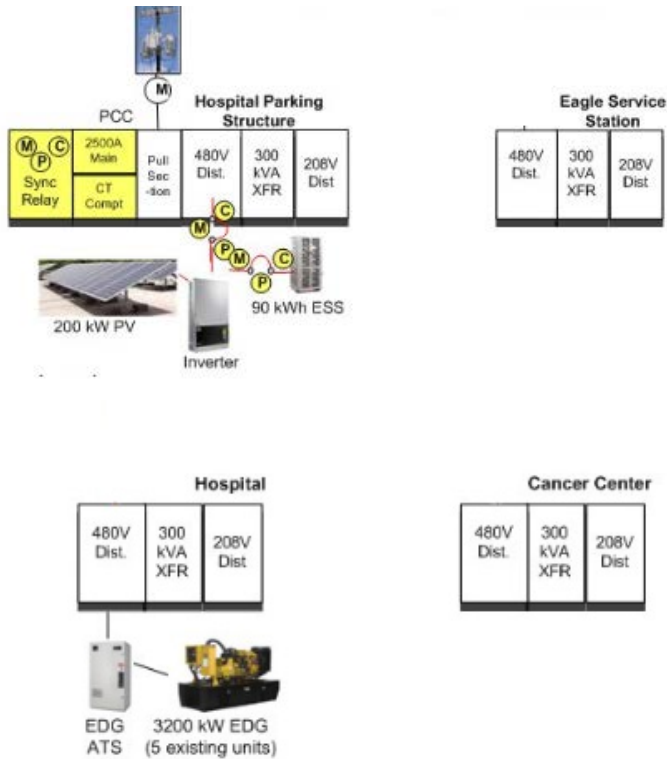 M
PCC
Hospital Parking
Structure
M
C
P
Sync
Relay
2500A
Main
CT
Compt
Pull
Sec
-tion
480V
Dist.
300
kVA
XFR
208V
Dist
C
M
P
M
C
P
200 kW PV
Inverter
90 kWh ESS
Eagle Service
Station
480V
Dist.
300
kVA
XFR
208V
Dist
Hospital
480V
Dist.
300
kVA
XFR
208V
Dist
EDG
ATS
3200 kW EDG
(5 existing units)
Cancer Center
480V
Dist.
300
kVA
XFR
208V
Dist